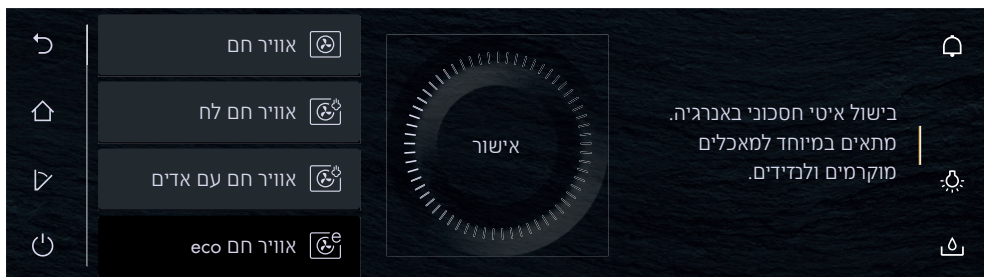 אוויר חם
אוויר חם לח
אוויר חם עם אדים
אוויר חם eco
אישור
בישול איטי חסכוני באנרגיה.
מתאים במיוחד למאכלים
מוקרמים ולנזידים.